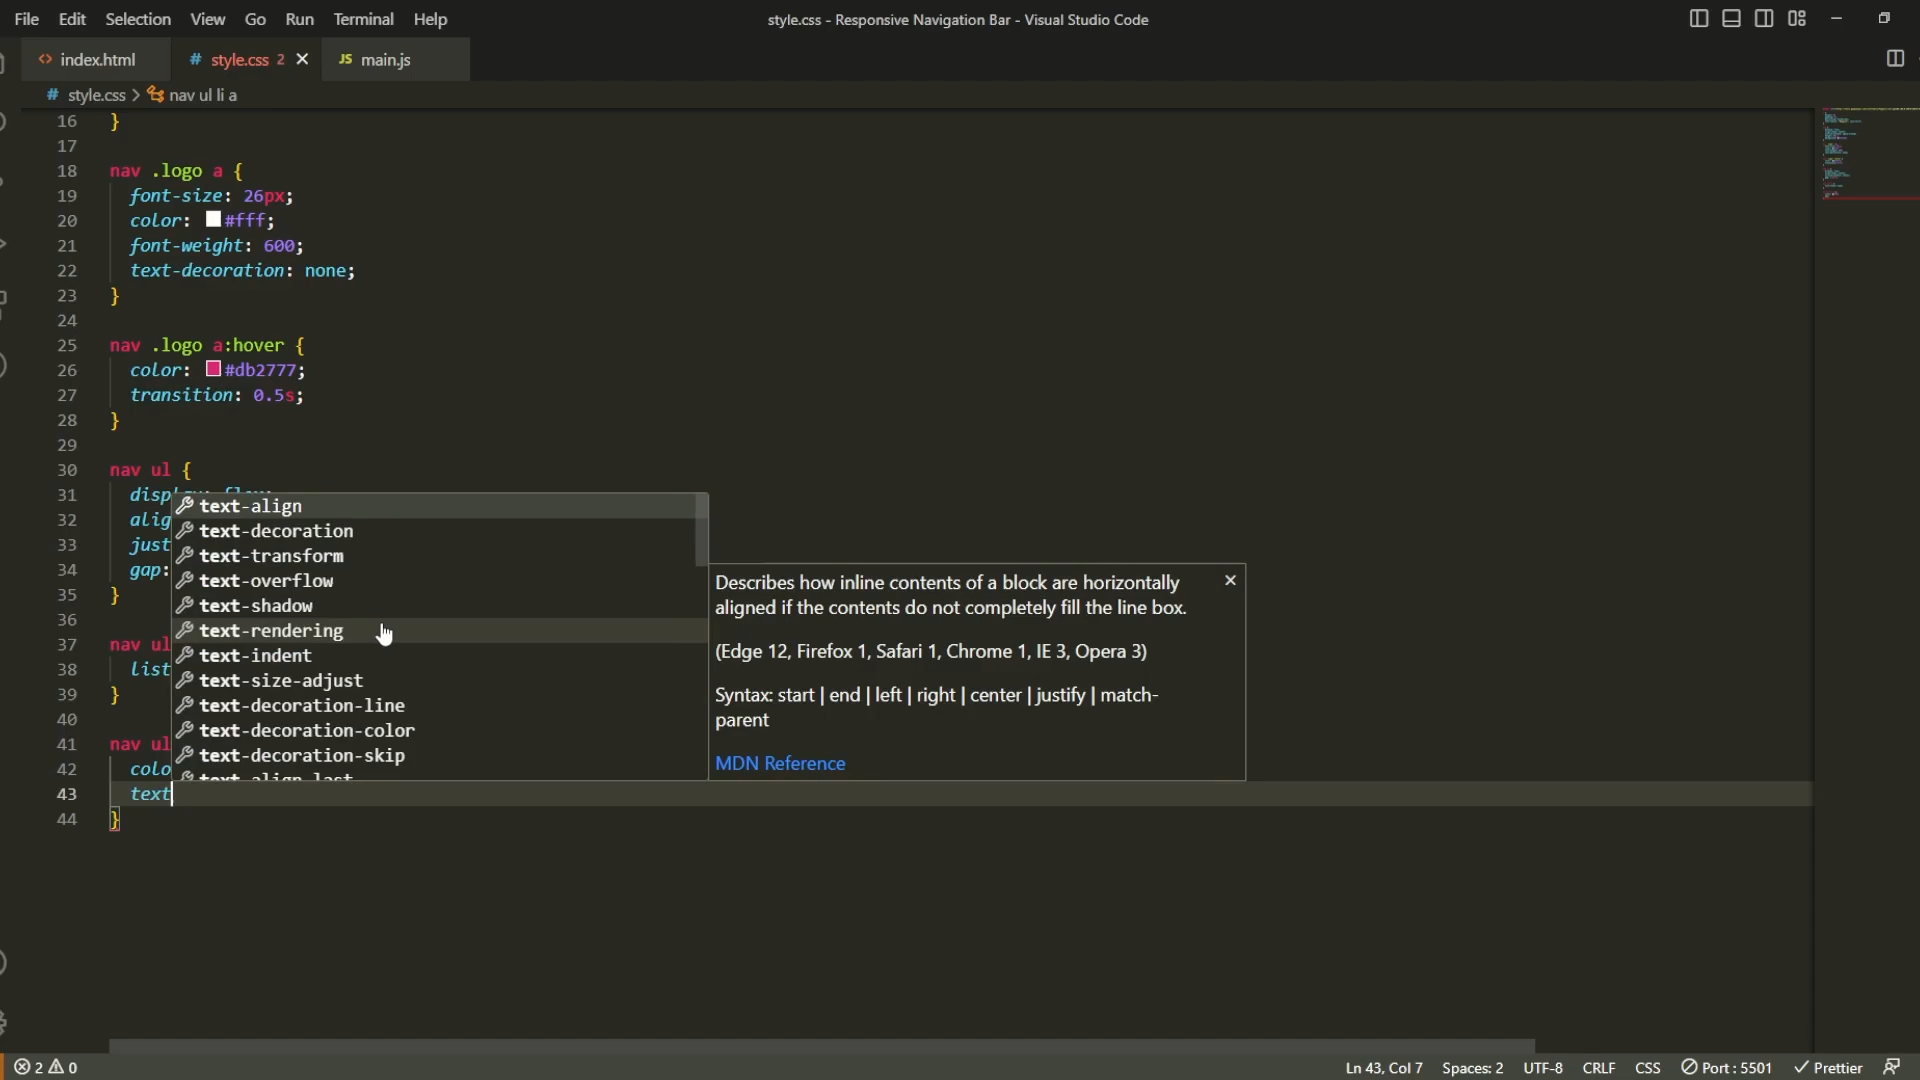 File Edit Selection View Go Run Terminal Help
style.css - Responsive Navigation Bar - Visual Studio Code
<> index.html # style.css 2 JS main.js
# style.css > nav ul li a
16 }
17
18 nav .logo a {
19 font-size: 26px;
20 color: #fff;
21 font-weight: 600;
22 text-decoration: none;
23 }
24
25 nav .logo a:hover {
26 color: #db2777;
27 transition: 0.5s;
28 }
29
30 nav ul {
31 disp
32 alig
33 just
34 gap:
35 }
36
37 nav ul
38 list
39 }
40
41 nav ul
42 colo
43 text
44 }
text-align
text-decoration
text-transform
text-overflow
text-shadow
text-rendering
text-indent
text-size-adjust
text-decoration-line
text-decoration-color
text-decoration-skip
text-align-last
Describes how inline contents of a block are horizontally
aligned if the contents do not completely fill the line box.
(Edge 12, Firefox 1, Safari 1, Chrome 1, IE 3, Opera 3)
Syntax: start | end | left | right | center | justify | match-
parent
MDN Reference
2 0 Ln 43, Col 7 Spaces: 2 UTF-8 CRLF CSS Port : 5501 Prettier